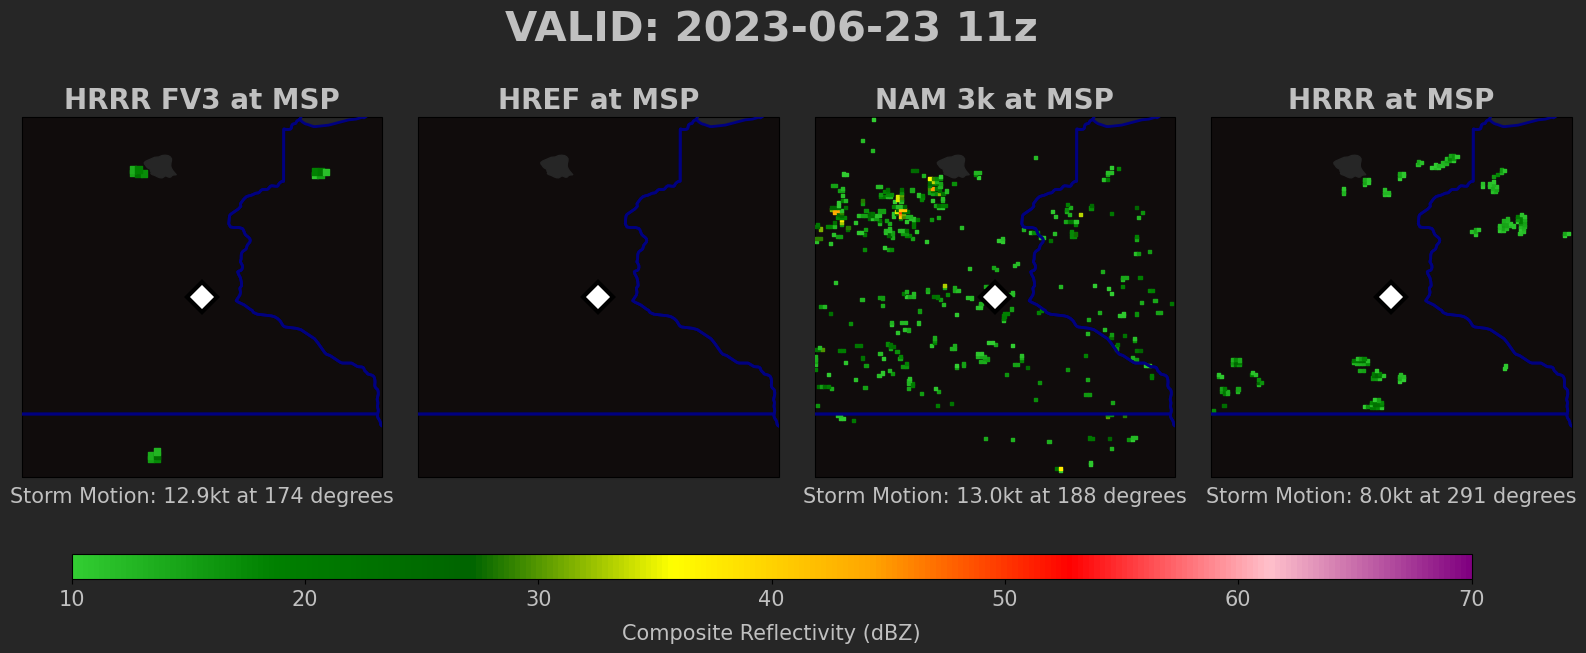 VALID: 2023-06-23 11z
HRRR FV3 at MSP
HREF at MSP
NAM 3k at MSP
HRRR at MSP
Storm Motion: 12.9kt at 174 degrees
Storm Motion: 13.0kt at 188 degrees
Storm Motion: 8.0kt at 291 degrees
10 20 30 40 50 60 70
Composite Reflectivity (dBZ)